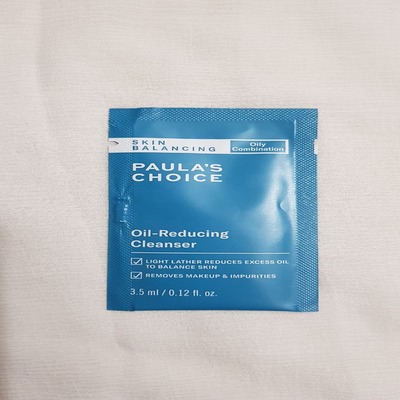 SKIN
BALANCING
Oily
Combination
PAULA'S
CHOICE
Oil-Reducing
Cleanser
LIGHT LATHER REDUCES EXCESS OIL
TO BALANCE SKIN
REMOVES MAKEUP & IMPURITIES
3.5 ml / 0.12 fl. oz.